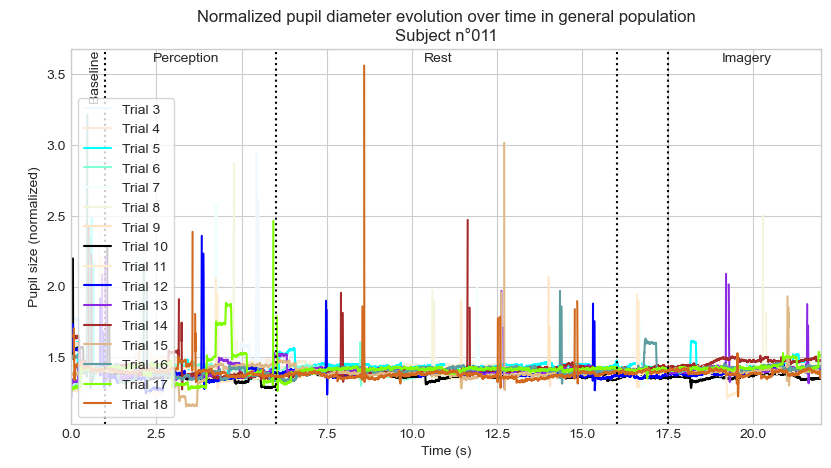 Normalized pupil diameter evolution over time in general population
Subject n°011
Baseline
Perception
Rest
Imagery
Pupil size (normalized)
3.5
3.0
2.5
2.0
1.5
Trial 3
Trial 4
Trial 5
Trial 6
Trial 7
Trial 8
Trial 9
Trial 10
Trial 11
Trial 12
Trial 13
Trial 14
Trial 15
Trial 16
Trial 17
Trial 18
0.0 2.5 5.0 7.5 10.0 12.5 15.0 17.5 20.0
Time (s)